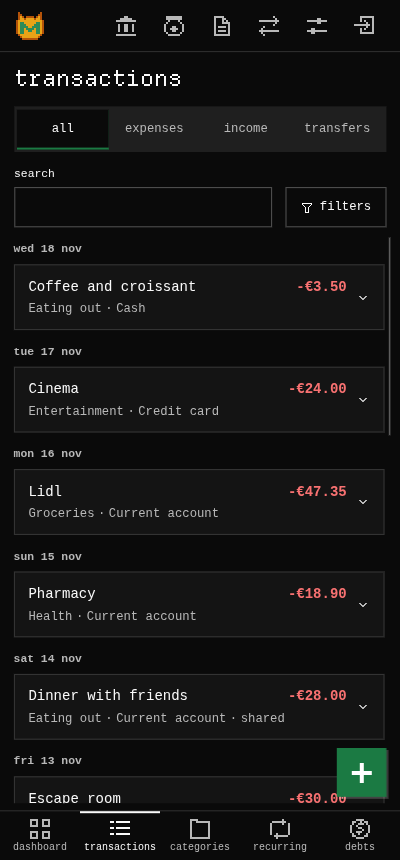 transactions
all expenses income transfers
search
filters
wed 18 nov
Coffee and croissant -€3.50
Eating out · Cash
tue 17 nov
Cinema -€24.00
Entertainment · Credit card
mon 16 nov
Lidl -€47.35
Groceries · Current account
sun 15 nov
Pharmacy -€18.90
Health · Current account
sat 14 nov
Dinner with friends -€28.00
Eating out · Current account · shared
fri 13 nov
Escape room -€30.00
dashboard transactions categories recurring debts